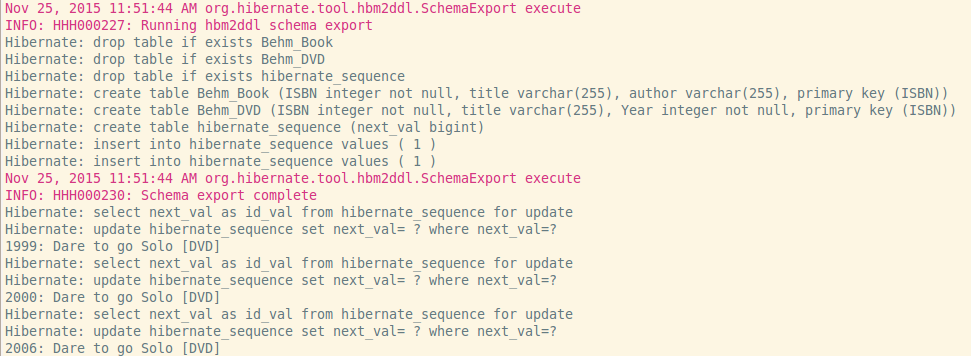 Nov 25, 2015 11:51:44 AM org.hibernate.tool.hbm2ddl.SchemaExport execute
INFO: HHH000227: Running hbm2ddl schema export
Hibernate: drop table if exists Behm_Book
Hibernate: drop table if exists Behm_DVD
Hibernate: drop table if exists hibernate_sequence
Hibernate: create table Behm_Book (ISBN integer not null, title varchar(255), author varchar(255), primary key (ISBN))
Hibernate: create table Behm_DVD (ISBN integer not null, title varchar(255), Year integer not null, primary key (ISBN))
Hibernate: create table hibernate_sequence (next_val bigint)
Hibernate: insert into hibernate_sequence values ( 1 )
Hibernate: insert into hibernate_sequence values ( 1 )
Nov 25, 2015 11:51:44 AM org.hibernate.tool.hbm2ddl.SchemaExport execute
INFO: HHH000230: Schema export complete
Hibernate: select next_val as id_val from hibernate_sequence for update
Hibernate: update hibernate_sequence set next_val= ? where next_val=?
1999: Dare to go Solo [DVD]
Hibernate: select next_val as id_val from hibernate_sequence for update
Hibernate: update hibernate_sequence set next_val= ? where next_val=?
2000: Dare to go Solo [DVD]
Hibernate: select next_val as id_val from hibernate_sequence for update
Hibernate: update hibernate_sequence set next_val= ? where next_val=?
2006: Dare to go Solo [DVD]